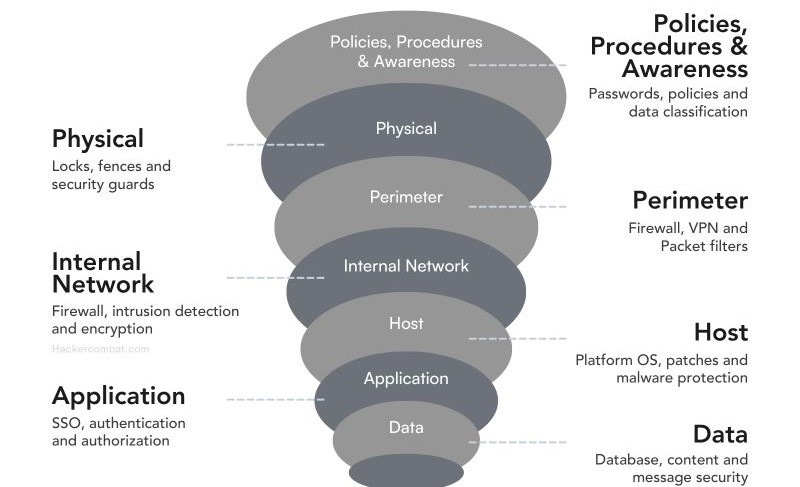 Policies, Procedures
& Awareness
Physical
Perimeter
Internal Network
Host
Application
Data
Policies,
Procedures &
Awareness
Passwords, policies and
data classification
Physical
Locks, fences and
security guards
Perimeter
Firewall, VPN and
Packet filters
Internal
Network
Firewall, intrusion detection
and encryption
Hackercombat.com
Host
Platform OS, patches and
malware protection
Application
SSO, authentication
and authorization
Data
Database, content and
message security